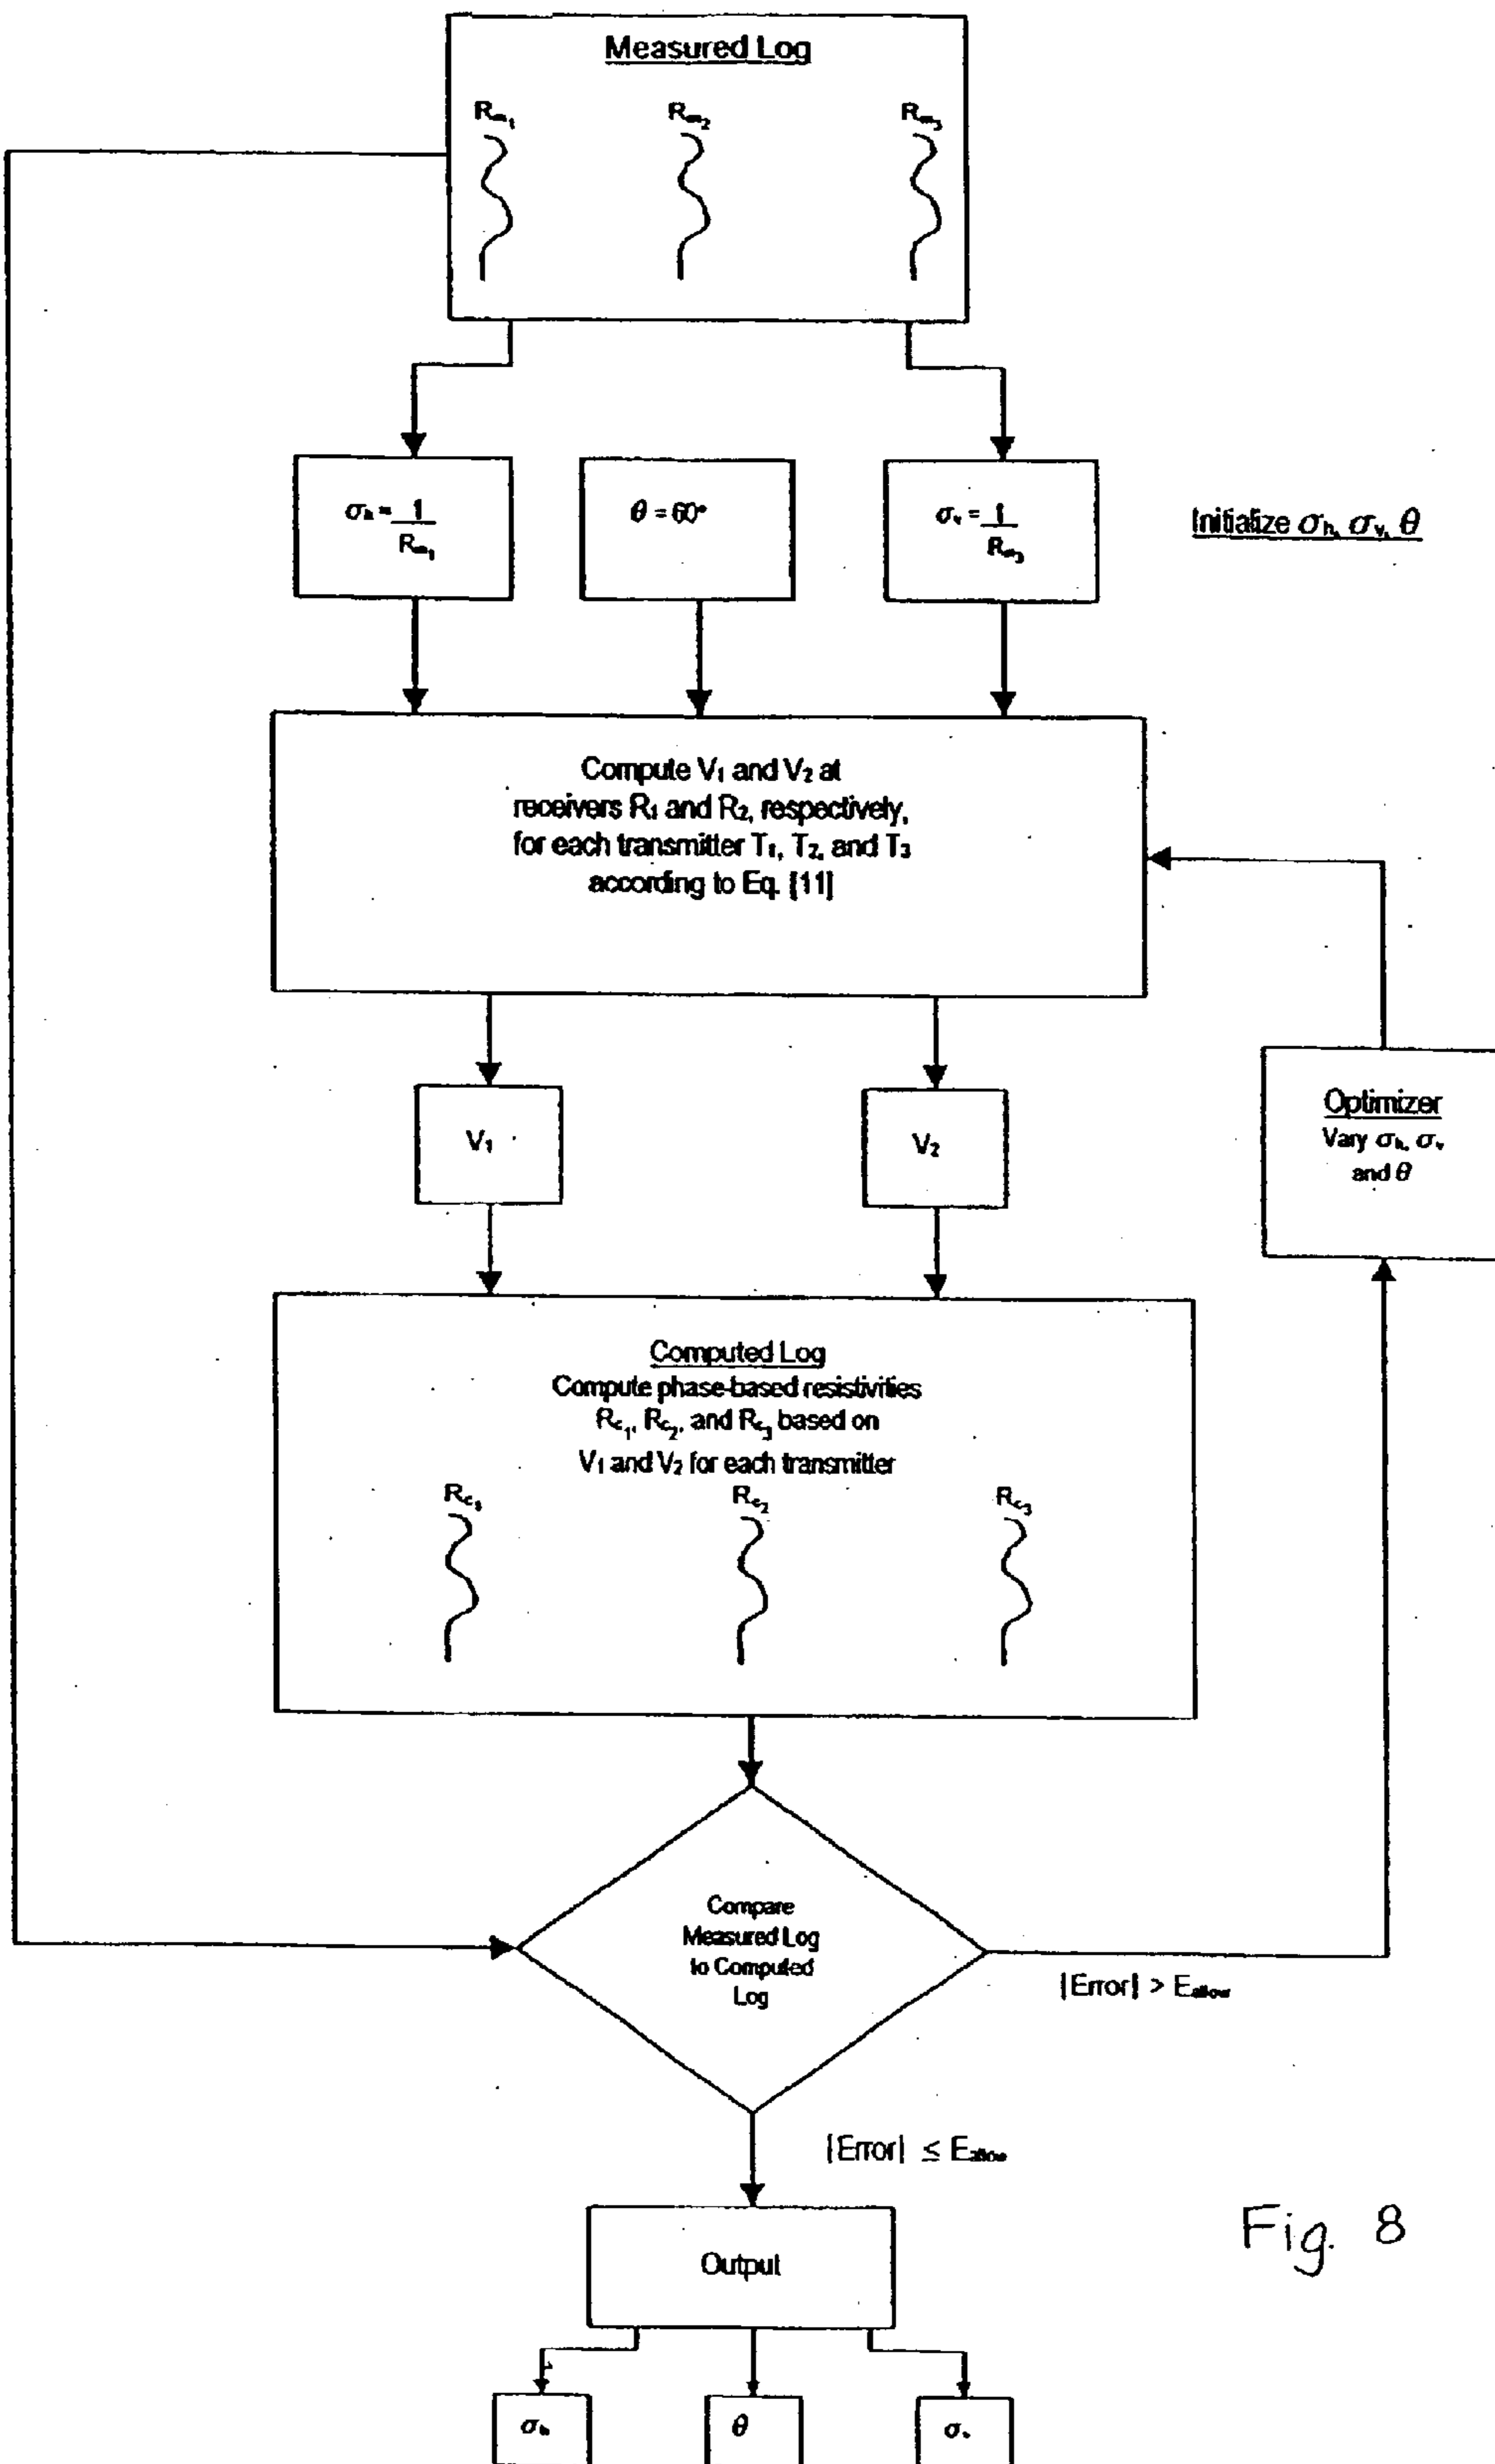 Measured Log
Rm1 Rm2 Rm3
σh = 1/Rm1
θ = 60°
σv = 1/Rm3
Initialize σh, σv, θ
Compute V1 and V2 at
receivers R1 and R2, respectively,
for each transmitter T1, T2, and T3
according to Eq. [11]
V1
V2
Optimizer
Vary σh, σv
and θ
Computed Log
Compute phase-based resistivities
Rc1, Rc2, and Rc3 based on
V1 and V2 for each transmitter
Rc1 Rc2 Rc3
Compare
Measured Log
to Computed
Log
|Error| > Eallow
|Error| ≤ Eallow
Output
Fig. 8
σh
θ
σv